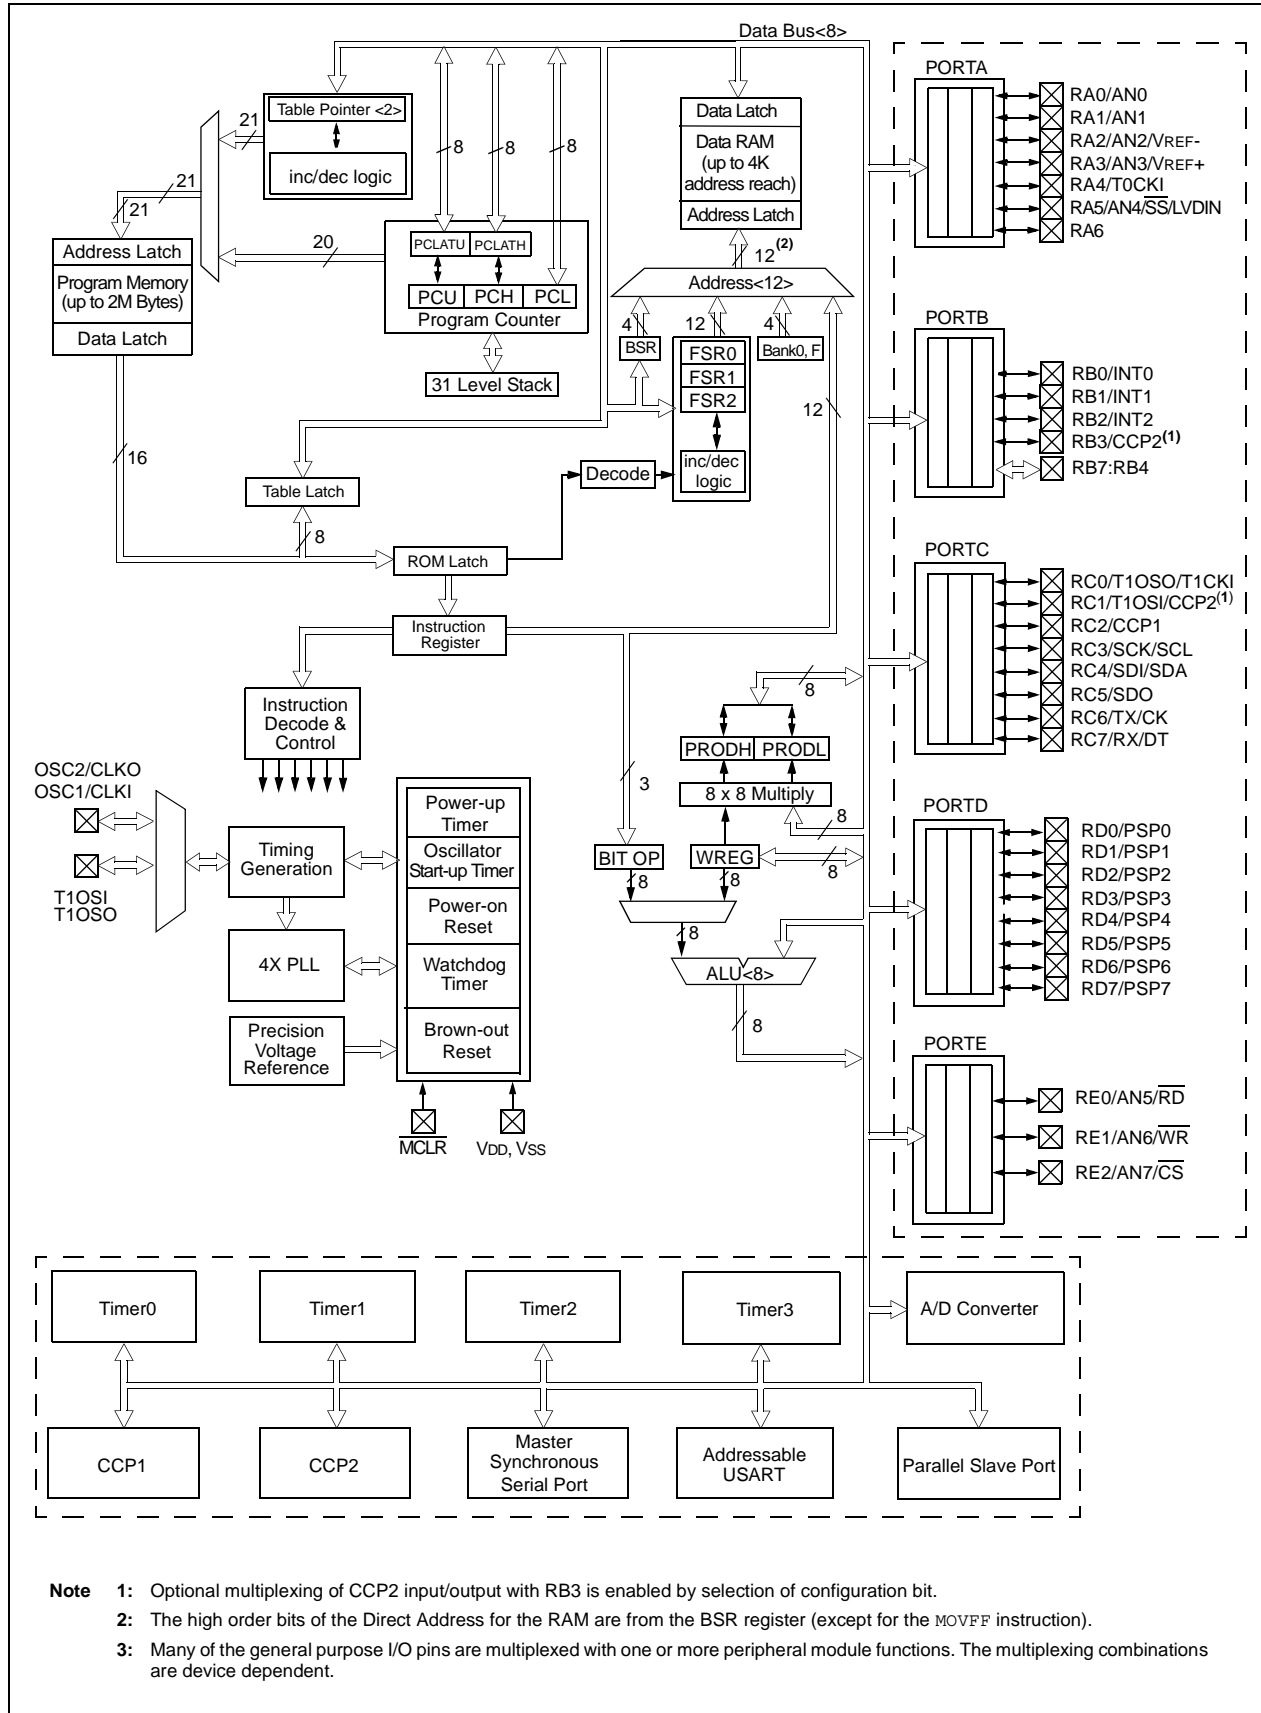 Data Bus<8>
PORTA
RA0/AN0
RA1/AN1
RA2/AN2/VREF-
RA3/AN3/VREF+
RA4/T0CKI
RA5/AN4/SS/LVDIN
RA6
Table Pointer <2>
inc/dec logic
21
21
21
20
8
8
8
Data Latch
Data RAM
(up to 4K
address reach)
Address Latch
12(2)
Address<12>
4
12
4
BSR
FSR0
FSR1
FSR2
inc/dec
logic
Bank0, F
12
Address Latch
Program Memory
(up to 2M Bytes)
Data Latch
PCLATU
PCLATH
PCU
PCH
PCL
Program Counter
31 Level Stack
16
Table Latch
8
Decode
ROM Latch
Instruction
Register
PORTB
RB0/INT0
RB1/INT1
RB2/INT2
RB3/CCP2(1)
RB7:RB4
PORTC
RC0/T1OSO/T1CKI
RC1/T1OSI/CCP2(1)
RC2/CCP1
RC3/SCK/SCL
RC4/SDI/SDA
RC5/SDO
RC6/TX/CK
RC7/RX/DT
Instruction
Decode &
Control
OSC2/CLKO
OSC1/CLKI
T1OSI
T1OSO
Timing
Generation
4X PLL
Precision
Voltage
Reference
Power-up
Timer
Oscillator
Start-up Timer
Power-on
Reset
Watchdog
Timer
Brown-out
Reset
MCLR
VDD, VSS
8
PRODH
PRODL
8 x 8 Multiply
3
8
BIT OP
WREG
8
8
8
8
ALU<8>
8
PORTD
RD0/PSP0
RD1/PSP1
RD2/PSP2
RD3/PSP3
RD4/PSP4
RD5/PSP5
RD6/PSP6
RD7/PSP7
PORTE
RE0/AN5/RD
RE1/AN6/WR
RE2/AN7/CS
Timer0
Timer1
Timer2
Timer3
A/D Converter
CCP1
CCP2
Master
Synchronous
Serial Port
Addressable
USART
Parallel Slave Port
Note 1: Optional multiplexing of CCP2 input/output with RB3 is enabled by selection of configuration bit.
2: The high order bits of the Direct Address for the RAM are from the BSR register (except for the MOVFF instruction).
3: Many of the general purpose I/O pins are multiplexed with one or more peripheral module functions. The multiplexing combinations
are device dependent.